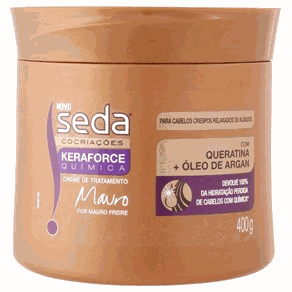 NOVO
seda
COCRIAÇÕES
KERAFORCE
QUÍMICA
CREME DE TRATAMENTO
Mauro
POR MAURO FREIRE
PARA CABELOS CRESPOS RELAXADOS OU ALISADOS
COM
QUERATINA
+ ÓLEO DE ARGAN
DEVOLVE 100%
DA HIDRATAÇÃO PERDIDA
DE CABELOS COM QUÍMICA*
400g